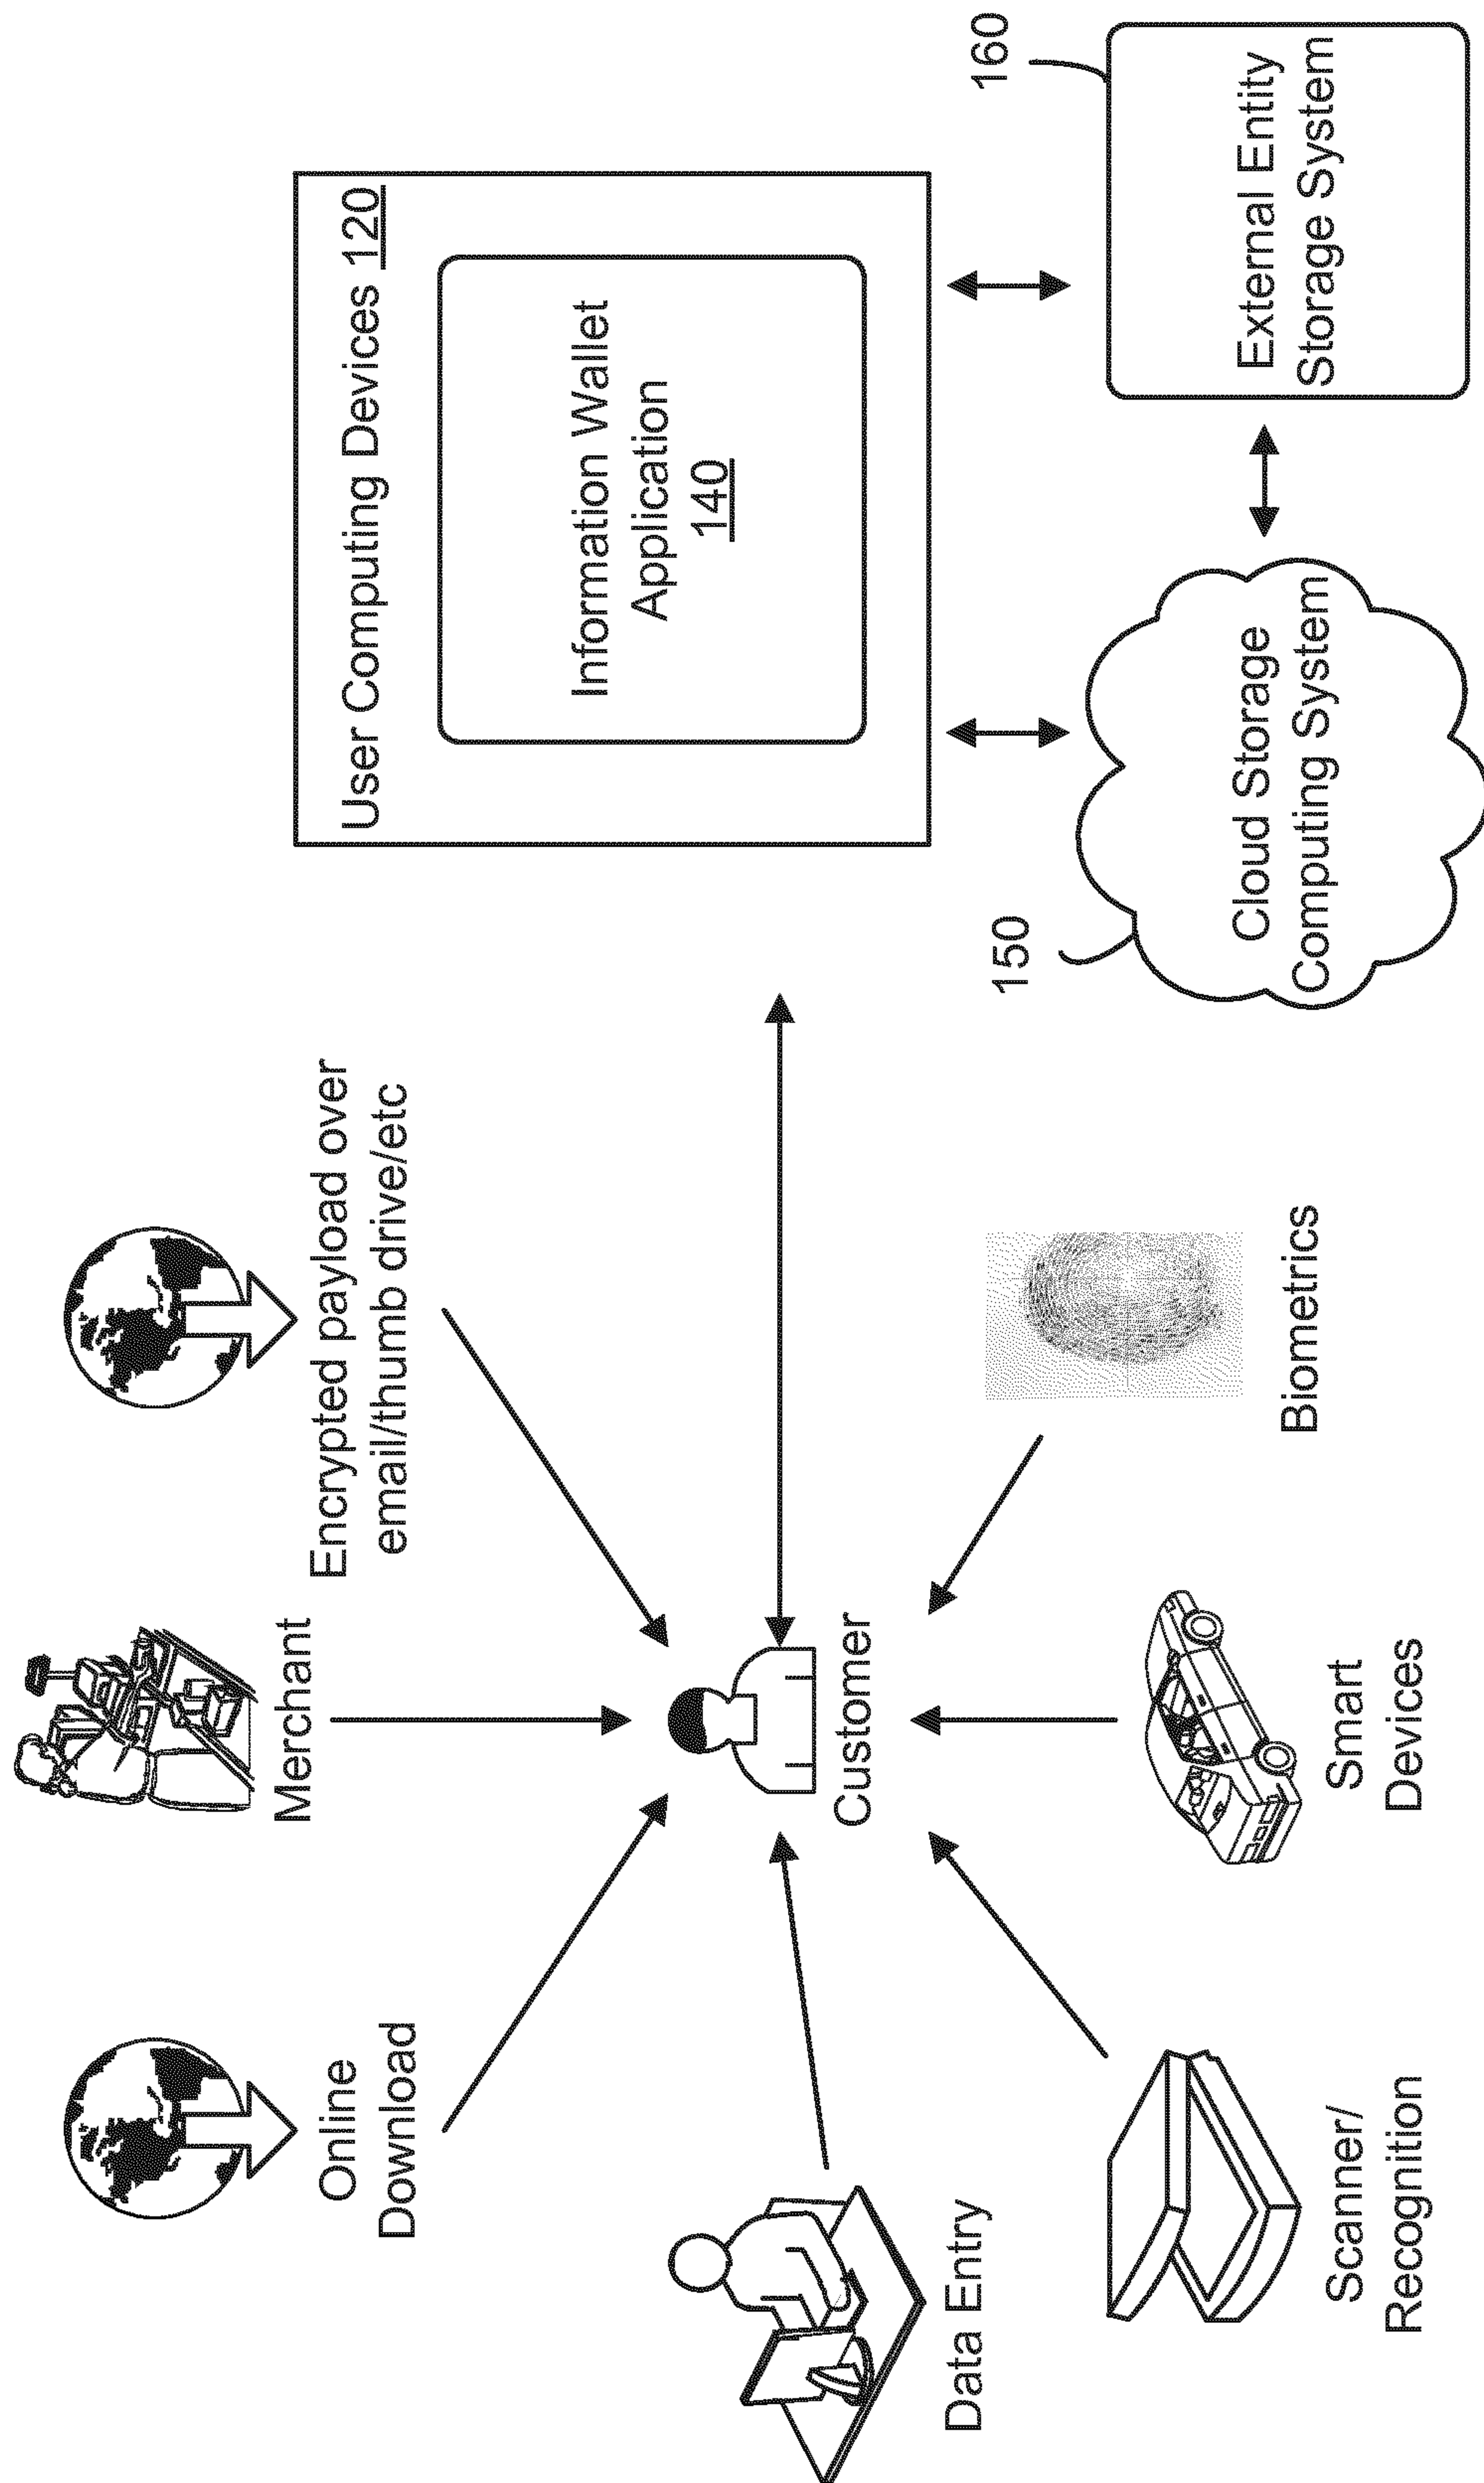 Online
Download
Merchant
Encrypted payload over
email/thumb drive/etc
Data Entry
Customer
Scanner/
Recognition
Smart
Devices
Biometrics
User Computing Devices 120
Information Wallet
Application
140
150
Cloud Storage
Computing System
160
External Entity
Storage System